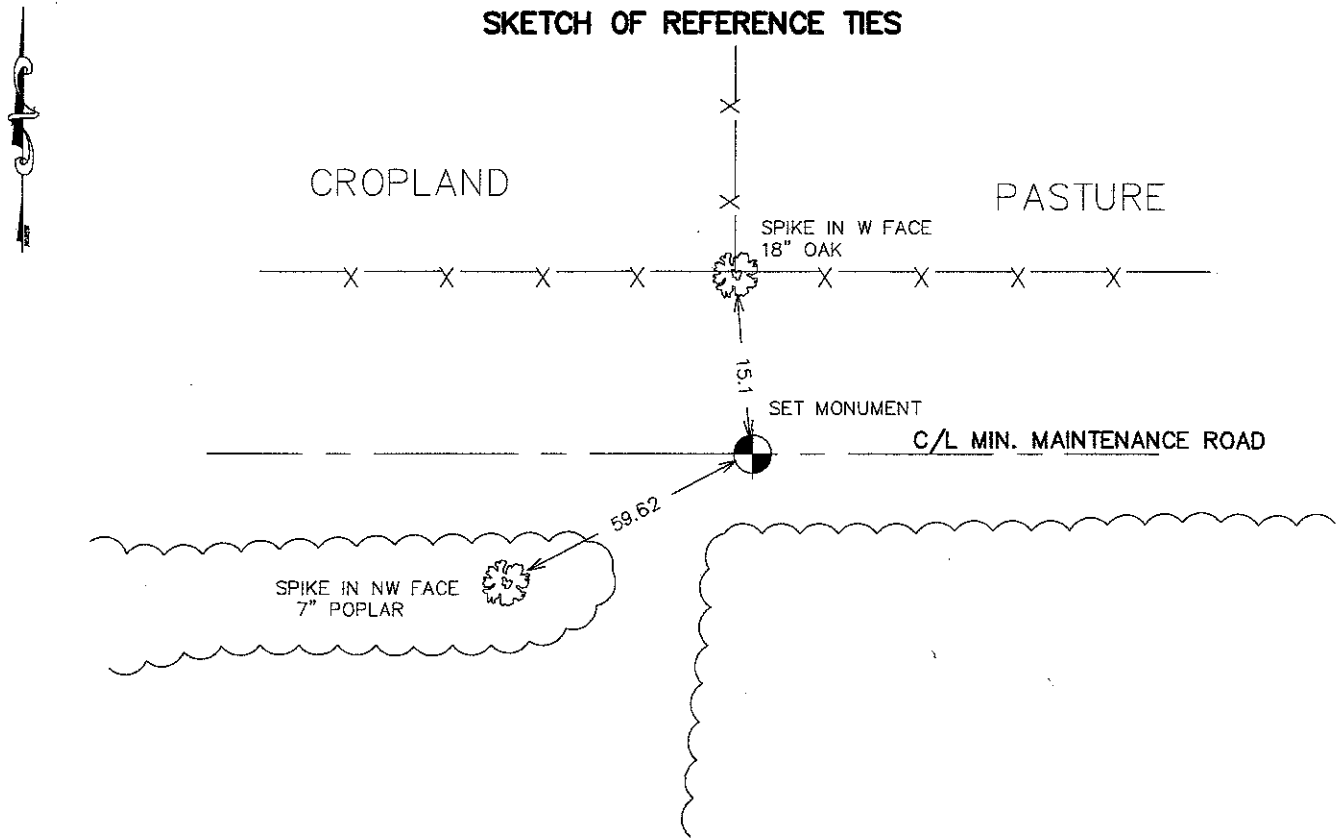 SKETCH OF REFERENCE TIES
CROPLAND
PASTURE
SPIKE IN W FACE
18" OAK
15.1
SET MONUMENT
C/L MIN. MAINTENANCE ROAD
59.62
SPIKE IN NW FACE
7" POPLAR